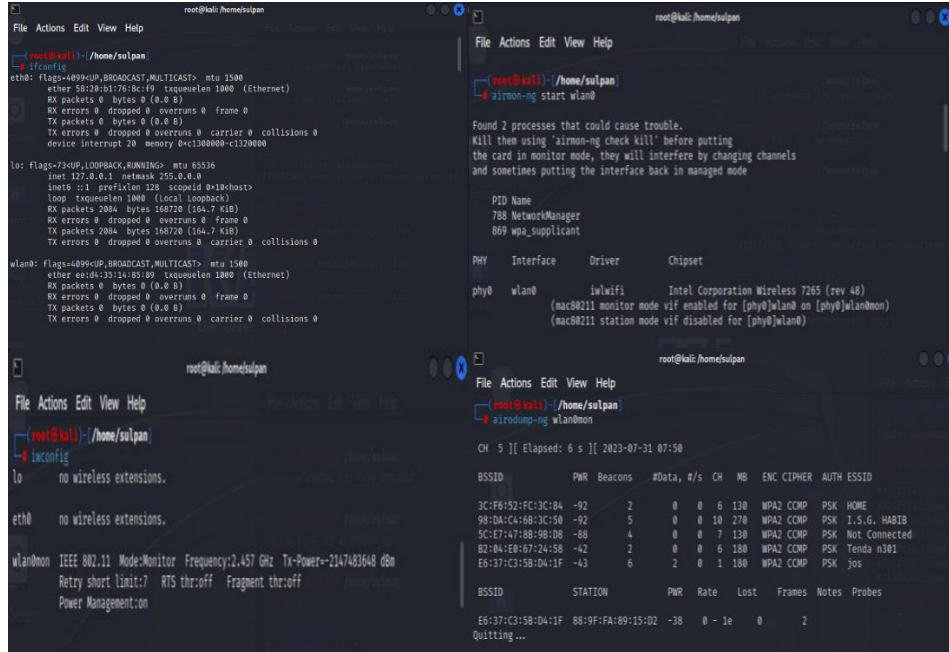 root@kali: /home/sulpan
File Actions Edit View Help
(root㉿kali)-[/home/sulpan]
# ifconfig
eth0: flags=4099<UP,BROADCAST,MULTICAST> mtu 1500
ether 58:20:b1:76:8c:f9 txqueuelen 1000 (Ethernet)
RX packets 0 bytes 0 (0.0 B)
RX errors 0 dropped 0 overruns 0 frame 0
TX packets 0 bytes 0 (0.0 B)
TX errors 0 dropped 0 overruns 0 carrier 0 collisions 0
device interrupt 20 memory 0xc1300000-c1320000
lo: flags=73<UP,LOOPBACK,RUNNING> mtu 65536
inet 127.0.0.1 netmask 255.0.0.0
inet6 ::1 prefixlen 128 scopeid 0x10<host>
loop txqueuelen 1000 (Local Loopback)
RX packets 2084 bytes 168720 (164.7 KiB)
RX errors 0 dropped 0 overruns 0 frame 0
TX packets 2084 bytes 168720 (164.7 KiB)
TX errors 0 dropped 0 overruns 0 carrier 0 collisions 0
wlan0: flags=4099<UP,BROADCAST,MULTICAST> mtu 1500
ether ee:d4:35:14:85:89 txqueuelen 1000 (Ethernet)
RX packets 0 bytes 0 (0.0 B)
RX errors 0 dropped 0 overruns 0 frame 0
TX packets 0 bytes 0 (0.0 B)
TX errors 0 dropped 0 overruns 0 carrier 0 collisions 0
root@kali: /home/sulpan
File Actions Edit View Help
(root㉿kali)-[/home/sulpan]
# airmon-ng start wlan0
Found 2 processes that could cause trouble.
Kill them using 'airmon-ng check kill' before putting
the card in monitor mode, they will interfere by changing channels
and sometimes putting the interface back in managed mode
PID Name
788 NetworkManager
869 wpa_supplicant
PHY Interface Driver Chipset
phy0 wlan0 iwlwifi Intel Corporation Wireless 7265 (rev 48)
(mac80211 monitor mode vif enabled for [phy0]wlan0 on [phy0]wlan0mon)
(mac80211 station mode vif disabled for [phy0]wlan0)
root@kali: /home/sulpan
File Actions Edit View Help
(root㉿kali)-[/home/sulpan]
# iwconfig
lo no wireless extensions.
eth0 no wireless extensions.
wlan0mon IEEE 802.11 Mode:Monitor Frequency:2.457 GHz Tx-Power=-2147483648 dBm
Retry short limit:7 RTS thr:off Fragment thr:off
Power Management:on
root@kali: /home/sulpan
File Actions Edit View Help
(root㉿kali)-[/home/sulpan]
# airodump-ng wlan0mon
CH 5 ][ Elapsed: 6 s ][ 2023-07-31 07:50
BSSID PWR Beacons #Data, #/s CH MB ENC CIPHER AUTH ESSID
3C:F6:52:FC:3C:84 -92 2 0 0 6 130 WPA2 CCMP PSK HOME
98:DA:C4:6B:3C:50 -92 5 0 0 10 270 WPA2 CCMP PSK I.S.G. HABIB
5C:E7:47:8B:9B:D8 -88 4 0 0 7 130 WPA2 CCMP PSK Not Connected
B2:04:E0:67:24:58 -42 2 0 0 6 180 WPA2 CCMP PSK Tenda n301
E6:37:C3:5B:D4:1F -43 6 2 0 1 180 WPA2 CCMP PSK jos
BSSID STATION PWR Rate Lost Frames Notes Probes
E6:37:C3:5B:D4:1F 88:9F:FA:89:15:D2 -38 0 - 1e 0 2
Quitting...